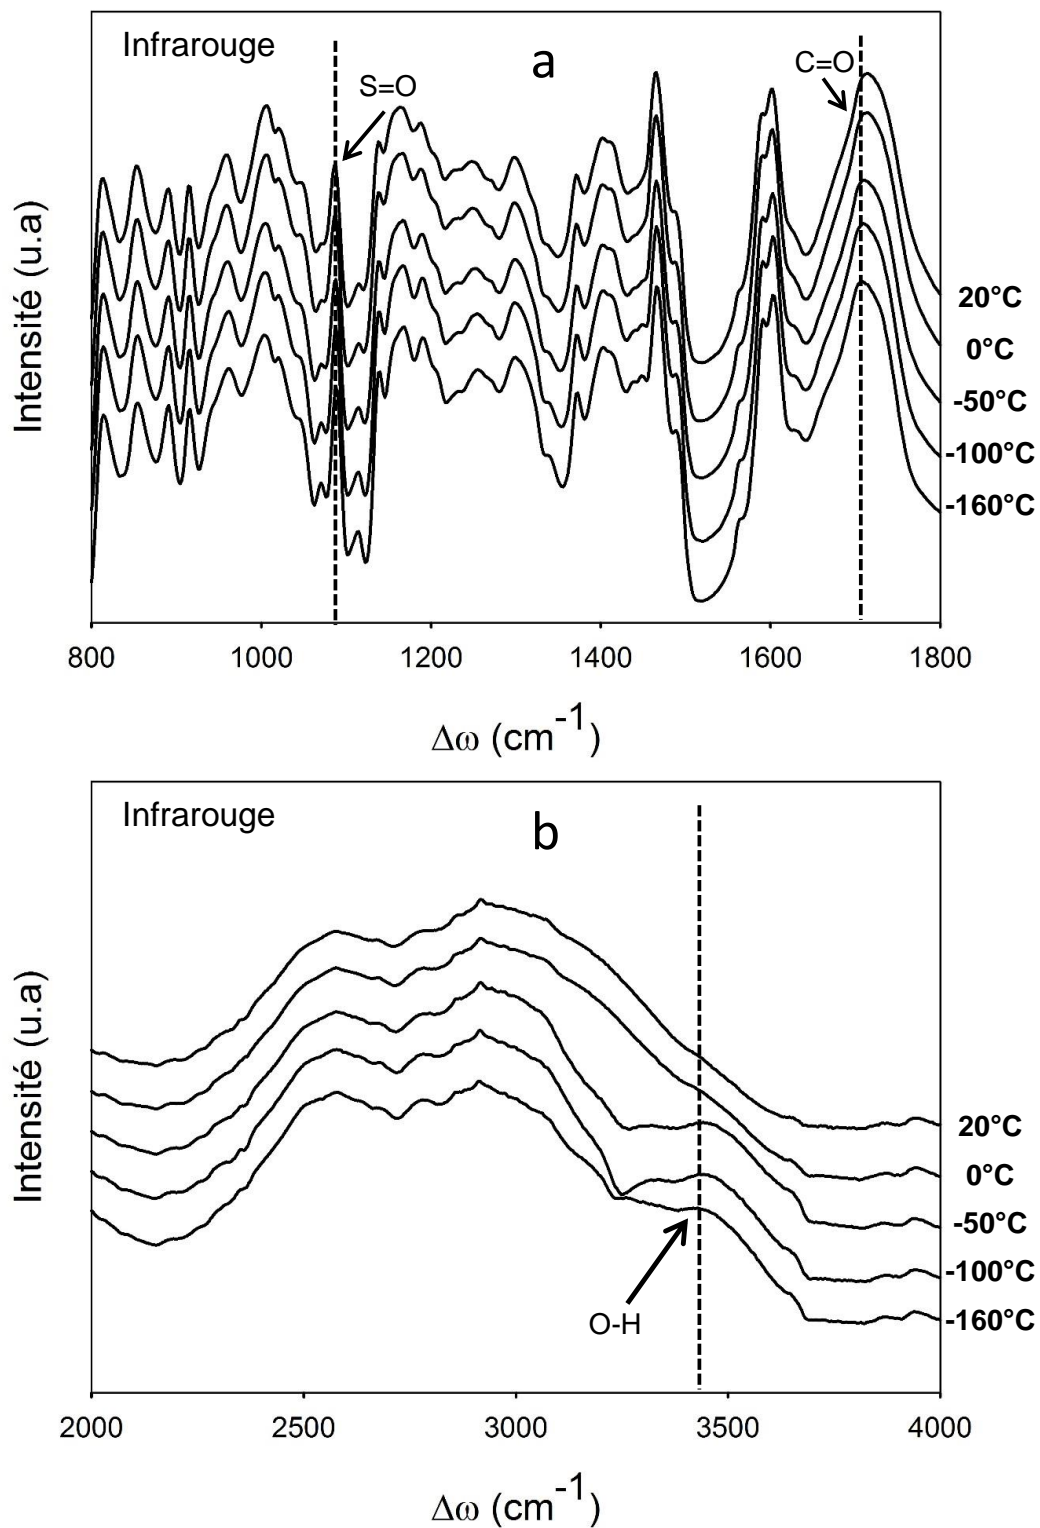 Infrarouge
a
S=O
C=O
Intensité (u.a)
20°C
0°C
-50°C
-100°C
-160°C
800 1000 1200 1400 1600 1800
Δω (cm-1)
Infrarouge
b
Intensité (u.a)
20°C
0°C
-50°C
-100°C
-160°C
O-H
2000 2500 3000 3500 4000
Δω (cm-1)